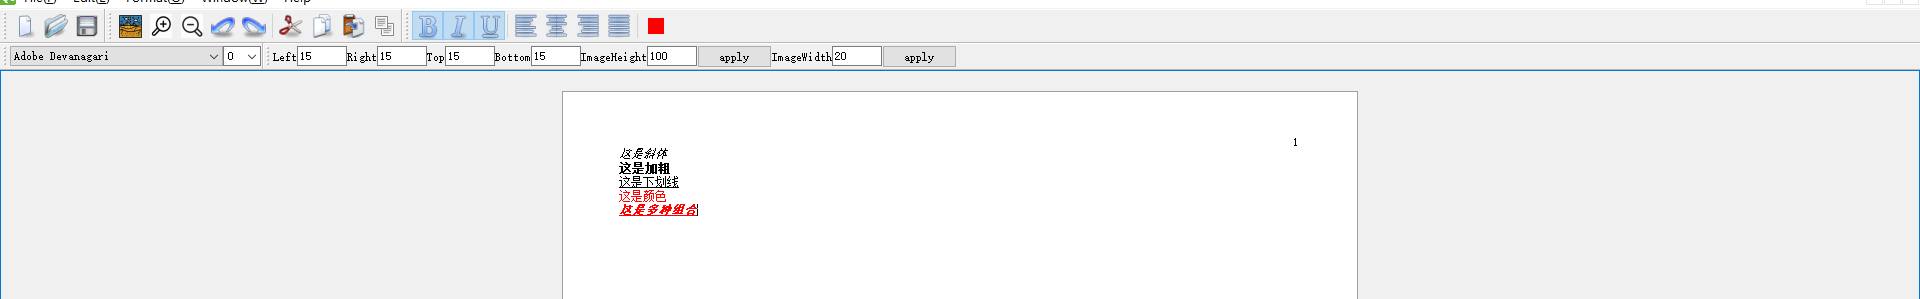 Help
B I U
Adobe Devanagari 0 Left 15 Right 15 Top 15 Bottom 15 ImageHeight 100 apply ImageWidth 20 apply
1
这是斜体
这是加粗
这是下划线
这是颜色
这是多种组合